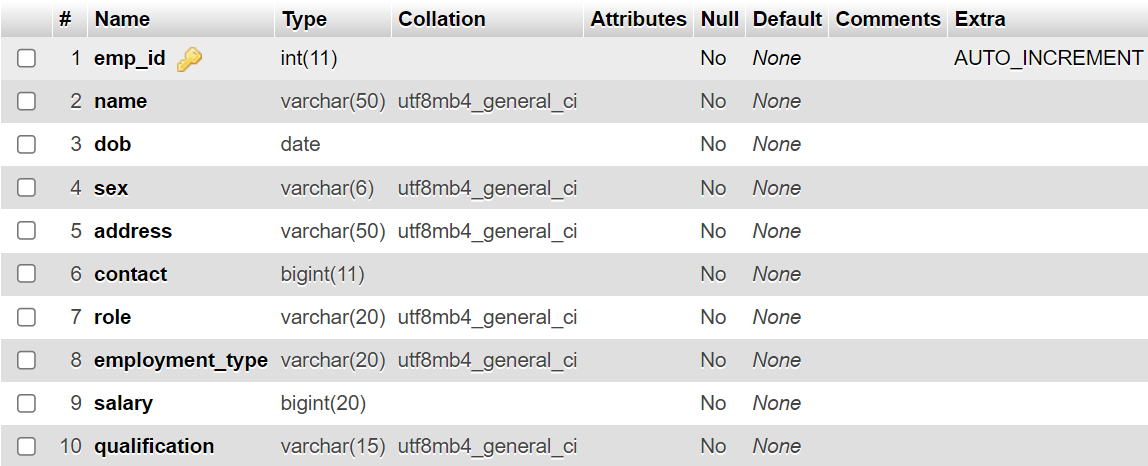 # Name Type Collation Attributes Null Default Comments Extra
1 emp_id int(11) No None AUTO_INCREMENT
2 name varchar(50) utf8mb4_general_ci No None
3 dob date No None
4 sex varchar(6) utf8mb4_general_ci No None
5 address varchar(50) utf8mb4_general_ci No None
6 contact bigint(11) No None
7 role varchar(20) utf8mb4_general_ci No None
8 employment_type varchar(20) utf8mb4_general_ci No None
9 salary bigint(20) No None
10 qualification varchar(15) utf8mb4_general_ci No None